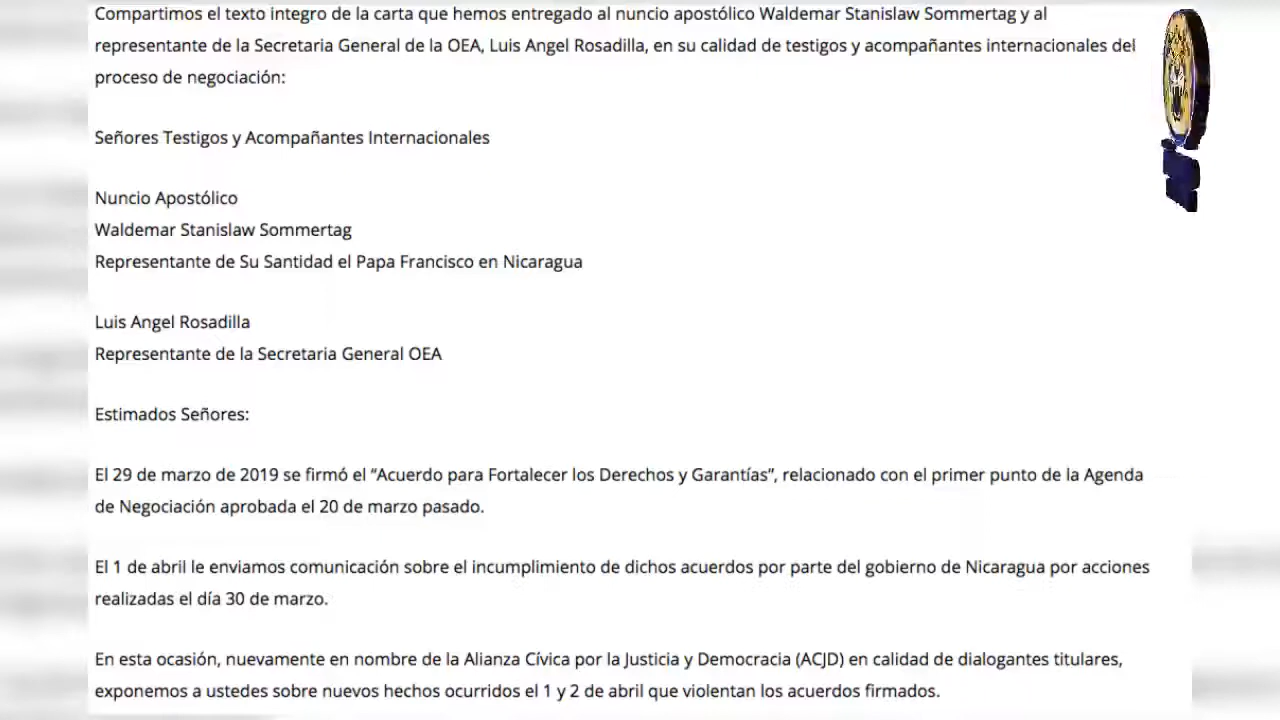 Compartimos el texto integro de la carta que hemos entregado al nuncio apostólico Waldemar Stanislaw Sommertag y al
representante de la Secretaria General de la OEA, Luis Angel Rosadilla, en su calidad de testigos y acompañantes internacionales del
proceso de negociación:
Señores Testigos y Acompañantes Internacionales
Nuncio Apostólico
Waldemar Stanislaw Sommertag
Representante de Su Santidad el Papa Francisco en Nicaragua
Luis Angel Rosadilla
Representante de la Secretaria General OEA
Estimados Señores:
El 29 de marzo de 2019 se firmó el “Acuerdo para Fortalecer los Derechos y Garantías”, relacionado con el primer punto de la Agenda
de Negociación aprobada el 20 de marzo pasado.
El 1 de abril le enviamos comunicación sobre el incumplimiento de dichos acuerdos por parte del gobierno de Nicaragua por acciones
realizadas el día 30 de marzo.
En esta ocasión, nuevamente en nombre de la Alianza Cívica por la Justicia y Democracia (ACJD) en calidad de dialogantes titulares,
exponemos a ustedes sobre nuevos hechos ocurridos el 1 y 2 de abril que violentan los acuerdos firmados.